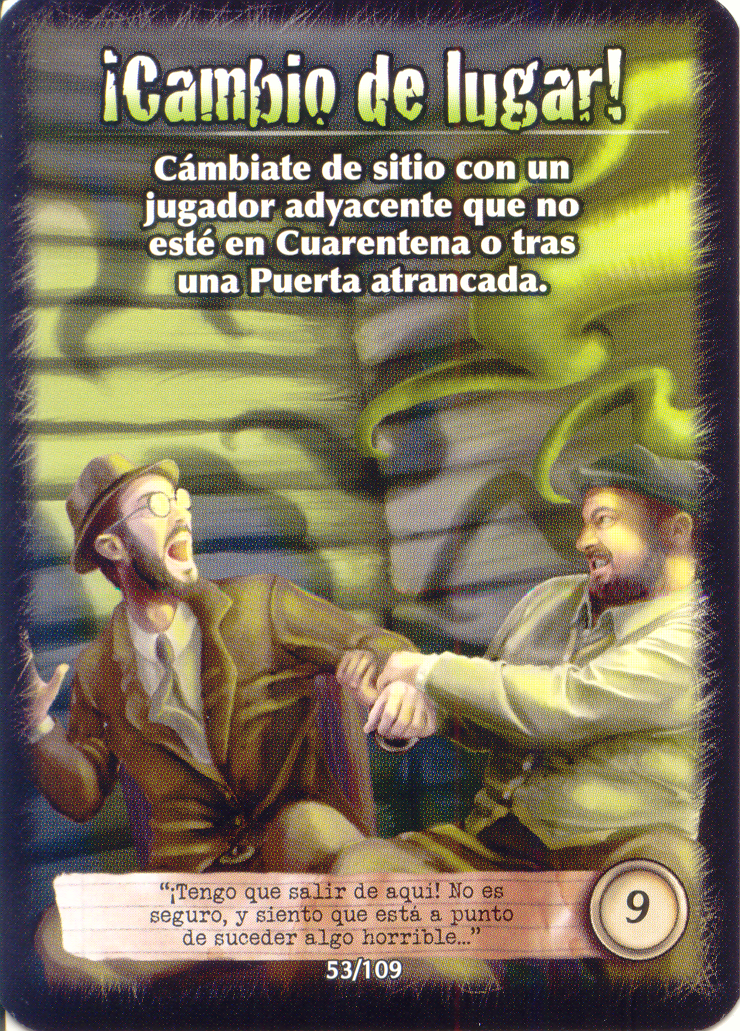 ¡Cambio de lugar!
Cámbiate de sitio con un
jugador adyacente que no
esté en Cuarentena o tras
una Puerta atrancada.
“¡Tengo que salir de aquí! No es
seguro, y siento que está a punto
de suceder algo horrible...”
9
53/109